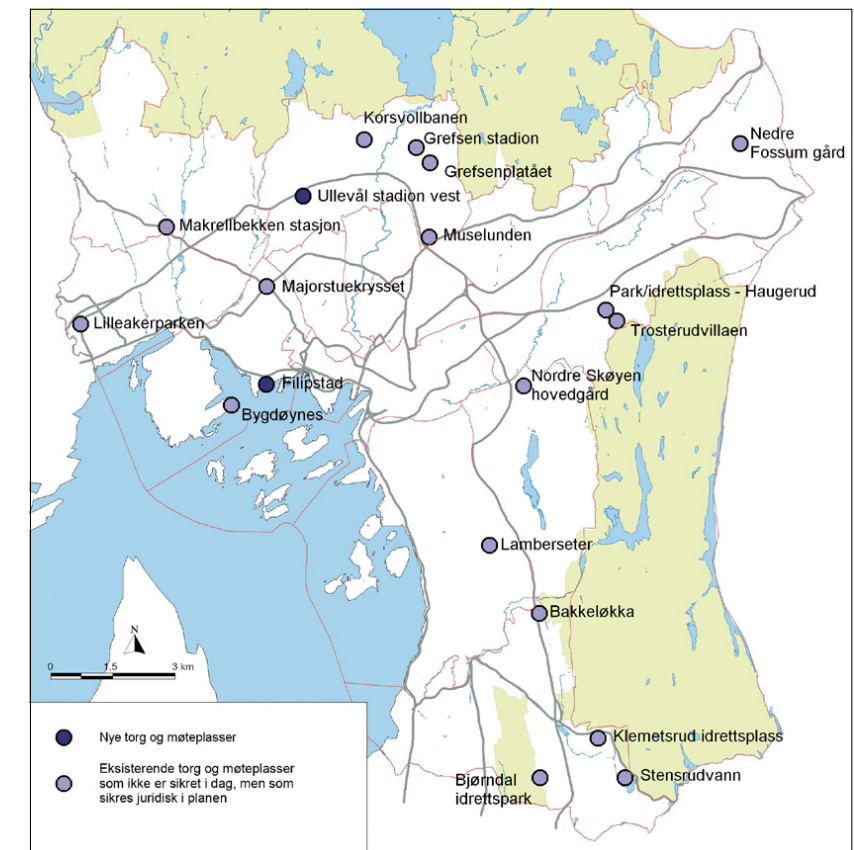 Korsvollbanen
Grefsen stadion
Grefsenplatået
Nedre
Fossum gård
Ullevål stadion vest
Makrellbekken stasjon
Muselunden
Majorstuekrysset
Park/idrettsplass - Haugerud
Lilleakerparken
Trosterudvillaen
Filipstad
Nordre Skøyen
hovedgård
Bygdøynes
Lamberseter
Bakkeløkka
N
0 1,5 3 km
Klemetsrud idrettsplass
Nye torg og møteplasser
Eksisterende torg og møteplasser
som ikke er sikret i dag, men som
sikres juridisk i planen
Bjørndal
idrettspark
Stensrudvann